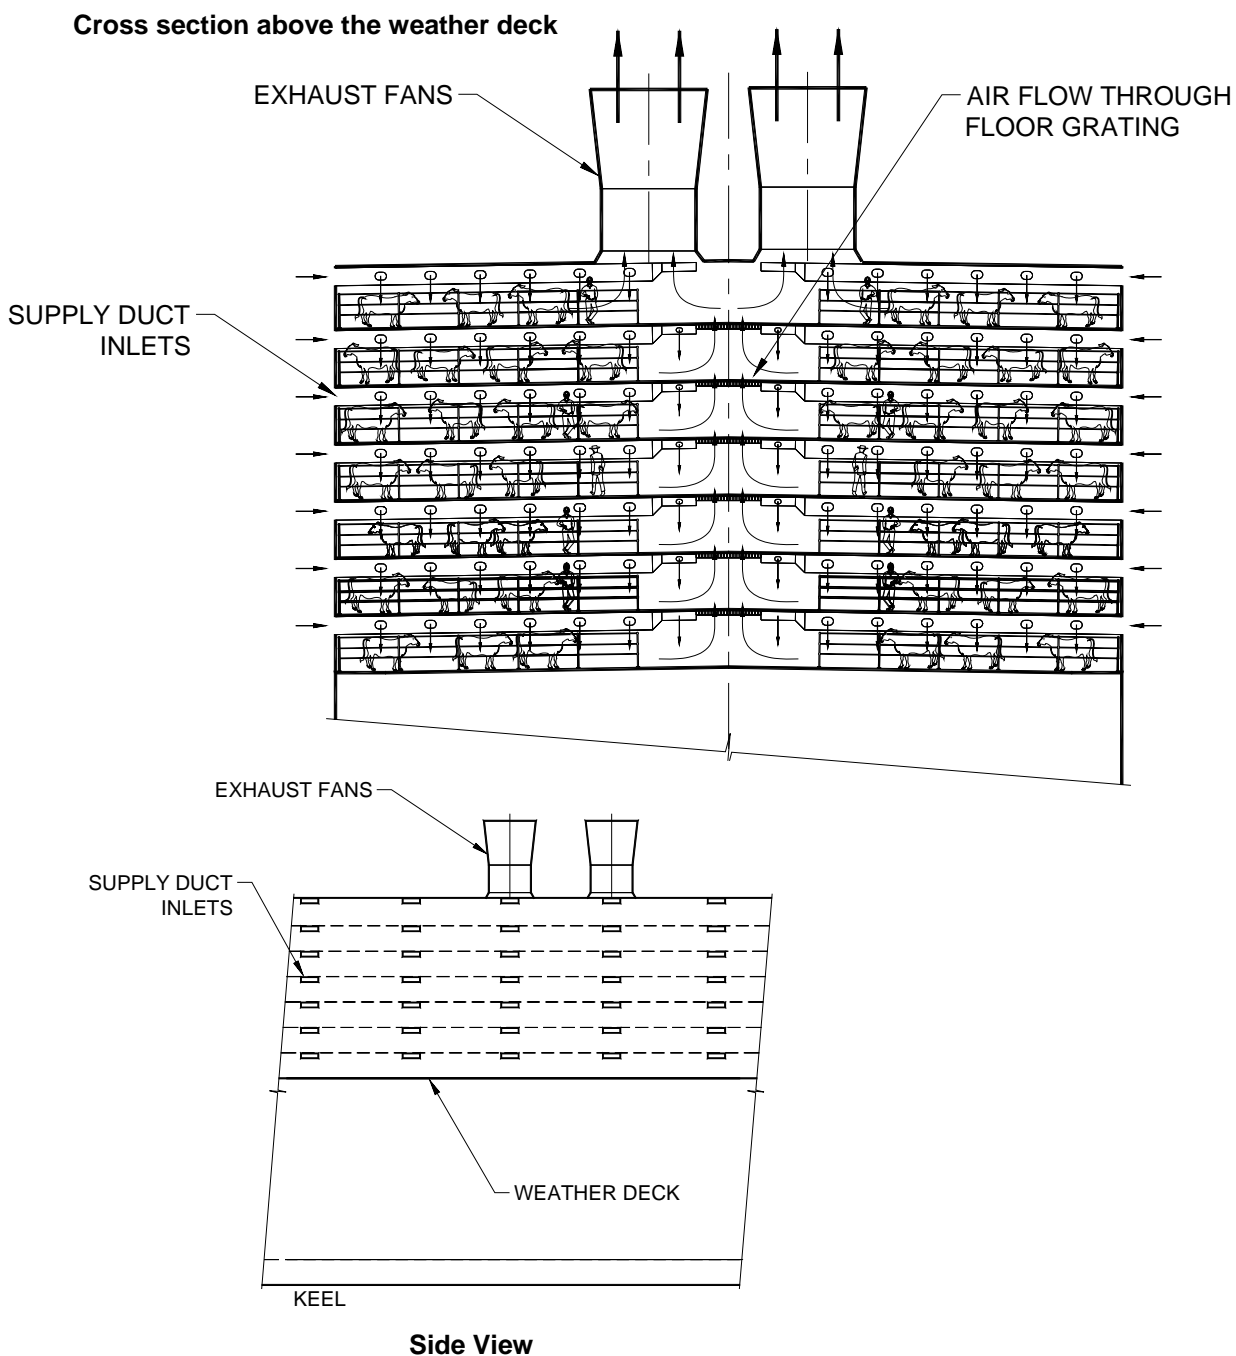 Cross section above the weather deck
EXHAUST FANS
AIR FLOW THROUGH
FLOOR GRATING
SUPPLY DUCT
INLETS
EXHAUST FANS
SUPPLY DUCT
INLETS
WEATHER DECK
KEEL
Side View